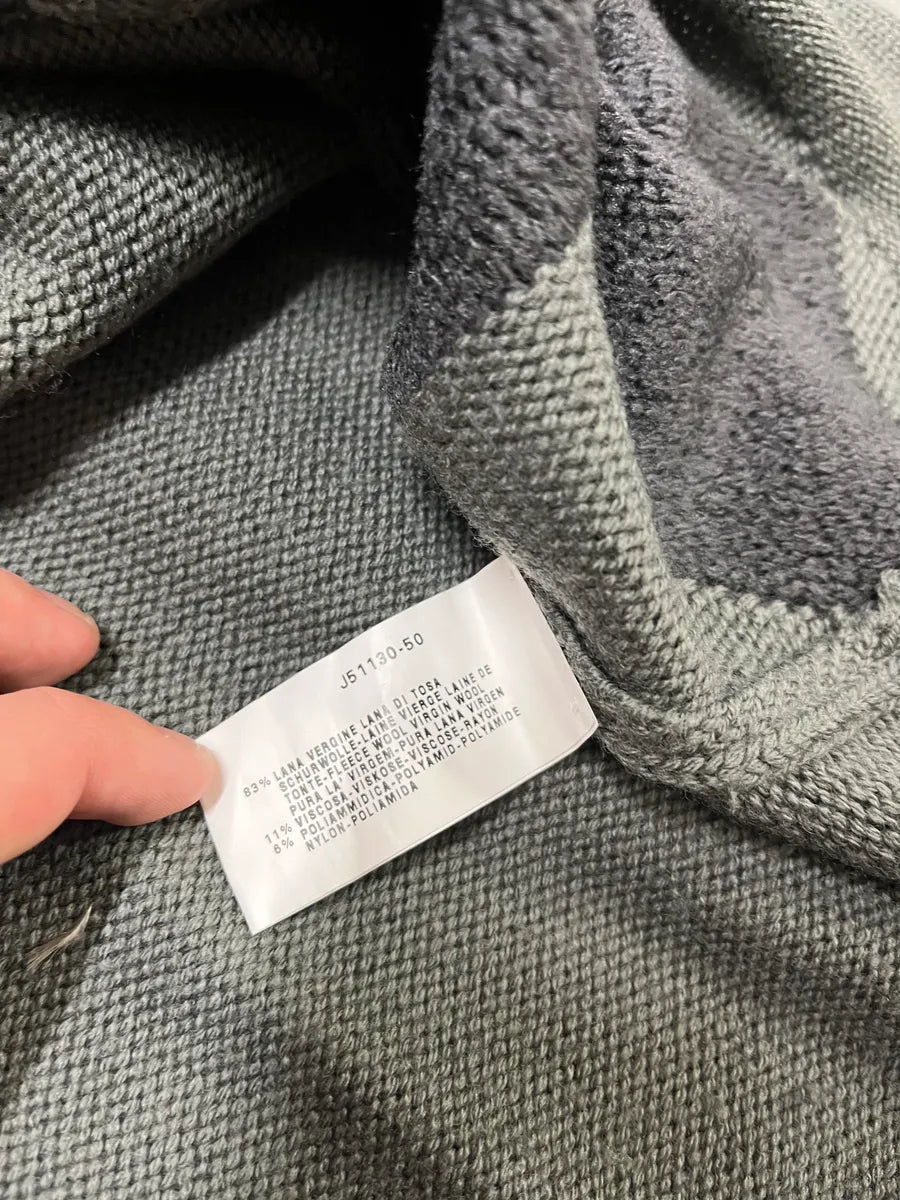 J51130-50
83% LANA VERGINE LANA DI TOSA
SCHURWOLLE-LAINE VIERGE LAINE DE
TONTE-FLEECE WOOL VIRGIN WOOL
PURA LA VIRGEN-PURA LANA VIRGEN
11% VISCOSA-VISKOSE-VISCOSE-RAYON
6% POLIAMMIDICA-POLYAMID-POLYAMIDE
NYLON-POLIAMIDA